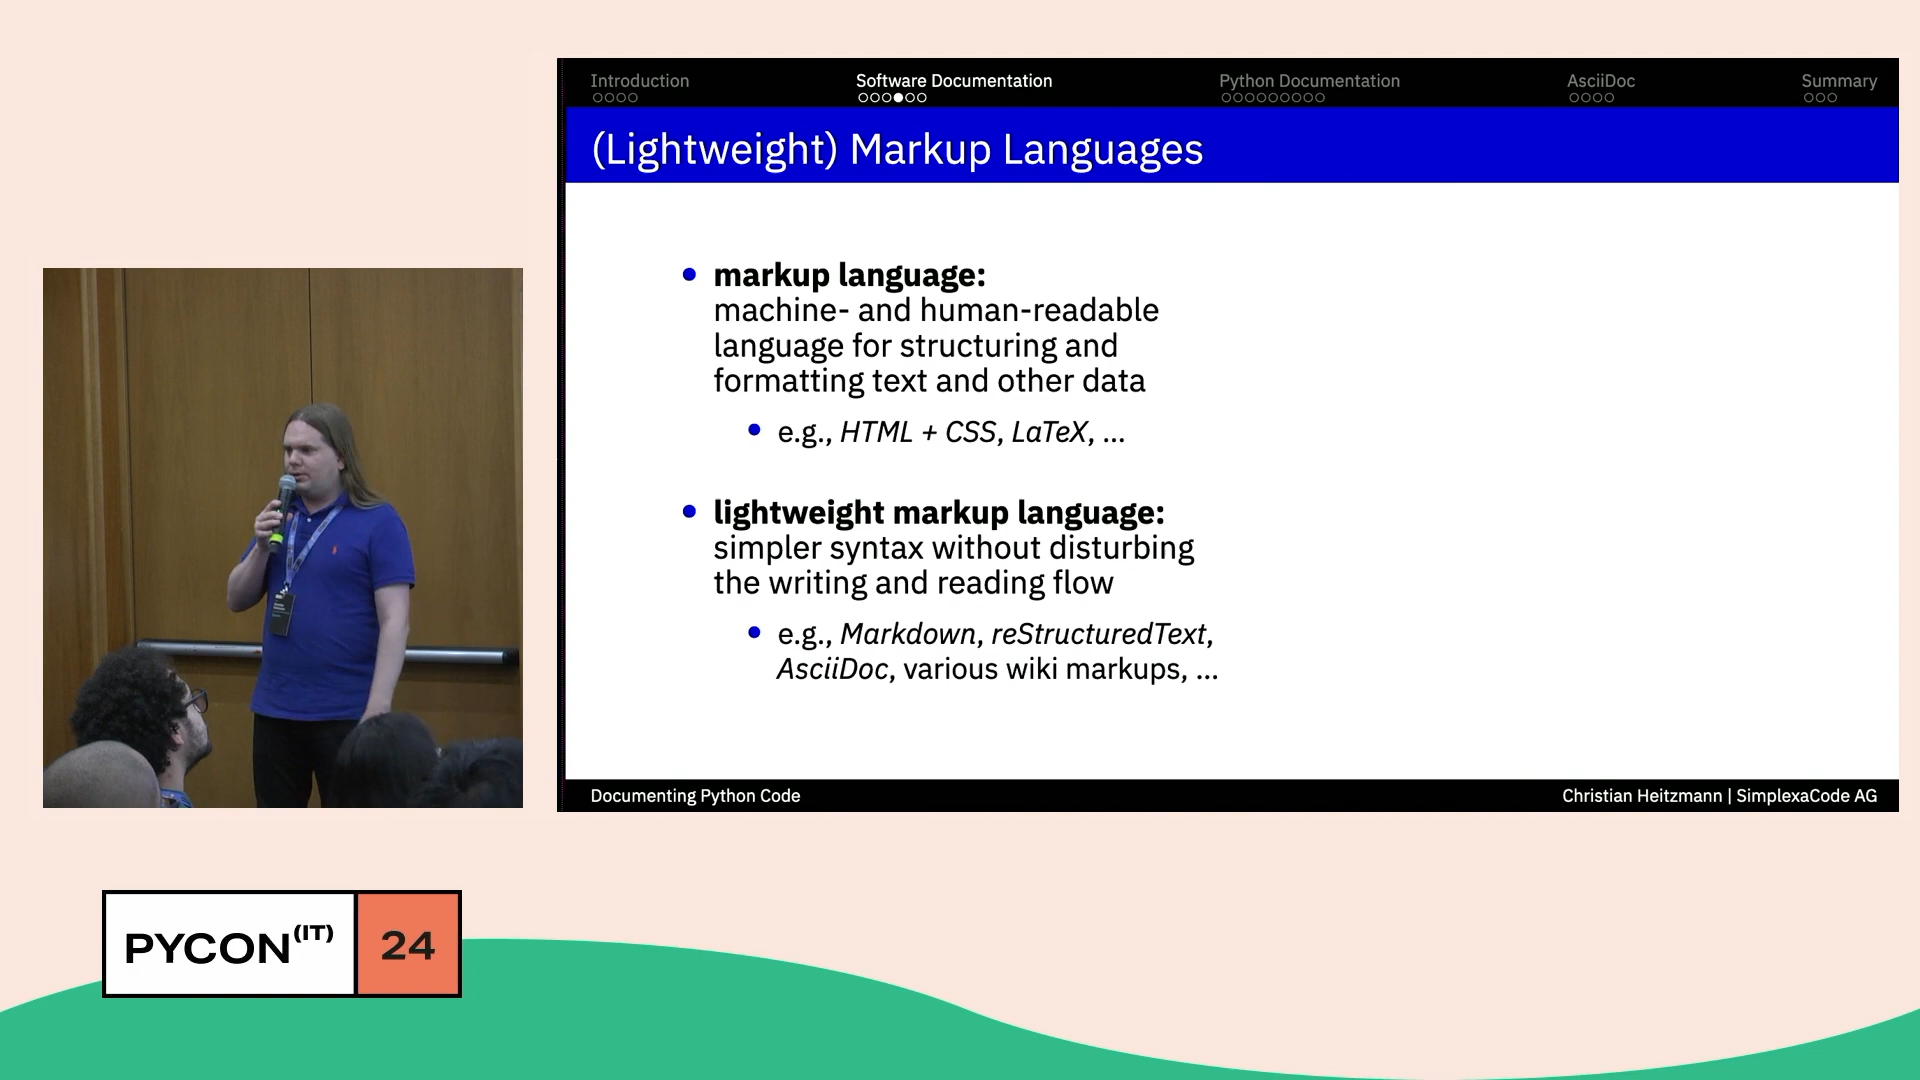 Introduction
Software Documentation
Python Documentation
AsciiDoc
Summary
(Lightweight) Markup Languages
markup language:
machine- and human-readable
language for structuring and
formatting text and other data
e.g., HTML + CSS, LaTeX, ...
lightweight markup language:
simpler syntax without disturbing
the writing and reading flow
e.g., Markdown, reStructuredText,
AsciiDoc, various wiki markups, ...
Documenting Python Code
Christian Heitzmann | SimplexaCode AG
PYCON(IT) 24